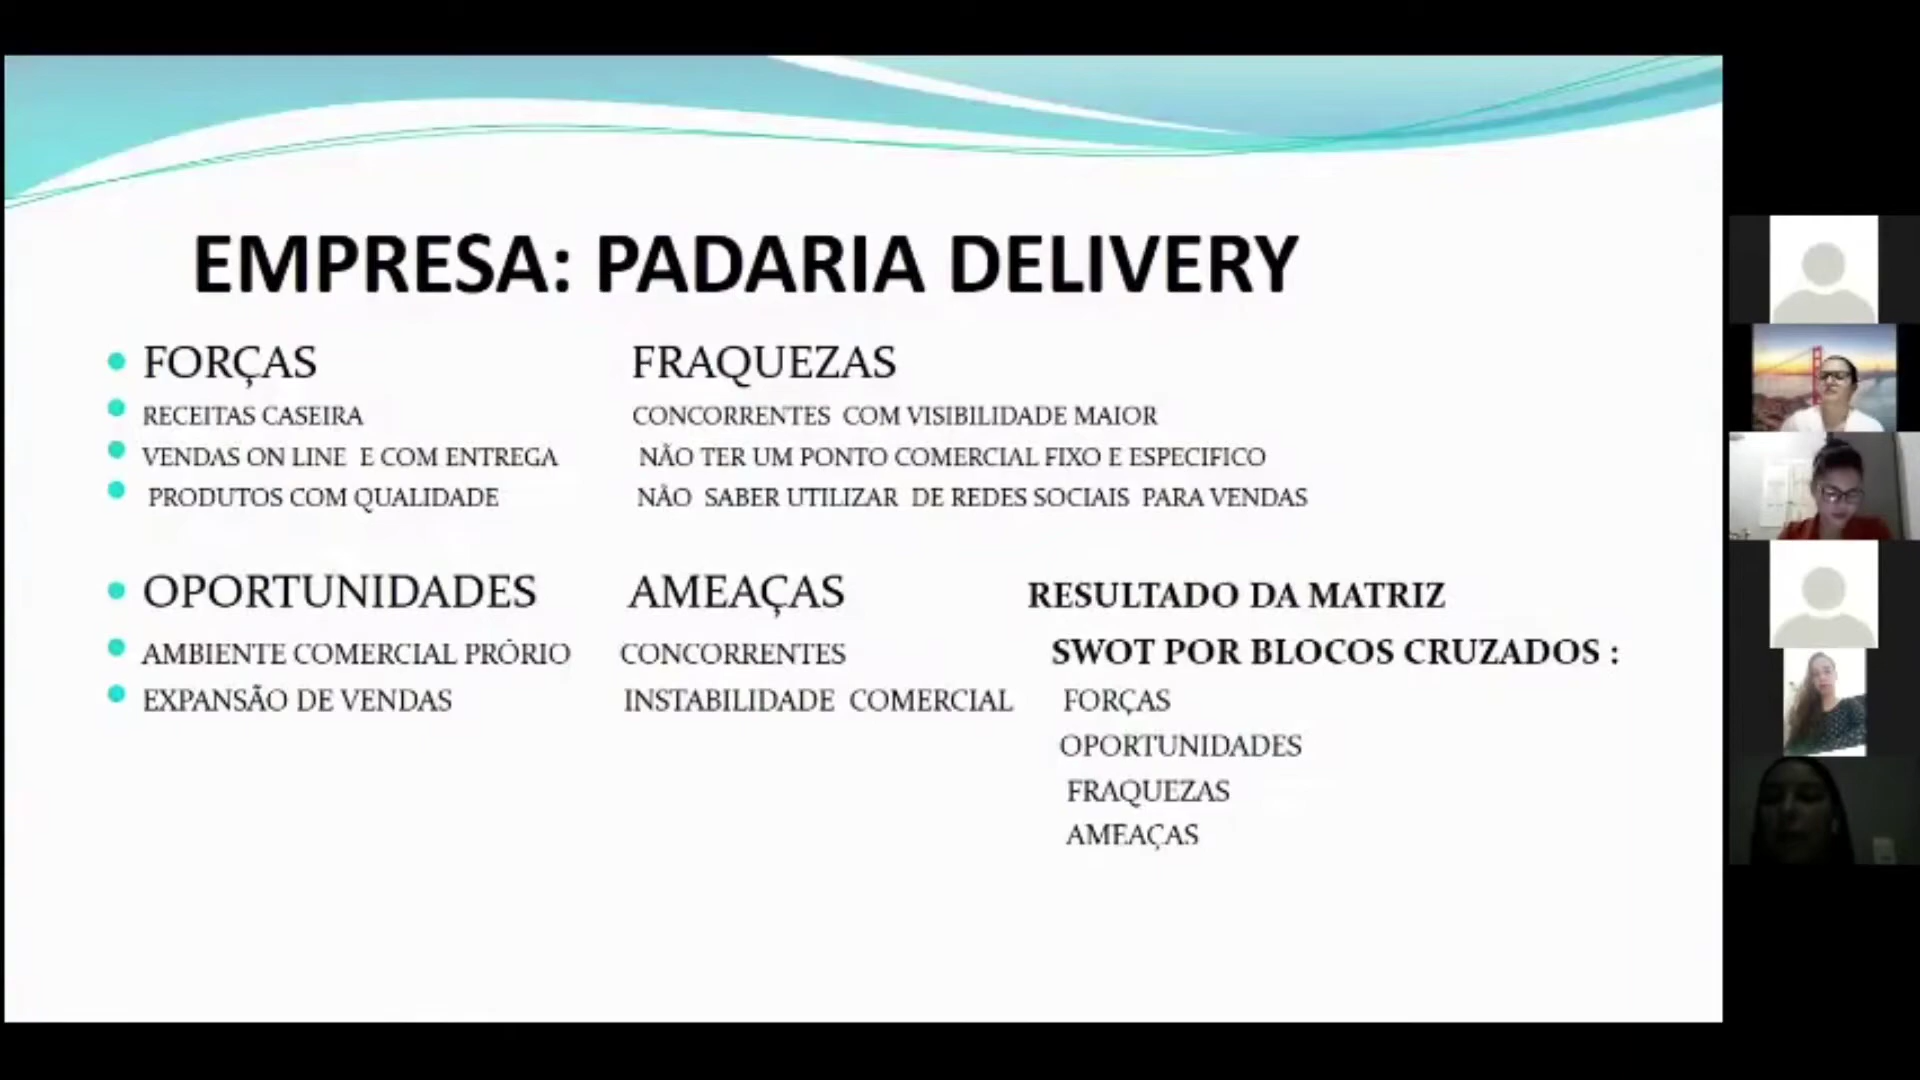 EMPRESA: PADARIA DELIVERY
FORÇAS FRAQUEZAS
RECEITAS CASEIRA CONCORRENTES COM VISIBILIDADE MAIOR
VENDAS ON LINE E COM ENTREGA NÃO TER UM PONTO COMERCIAL FIXO E ESPECIFICO
PRODUTOS COM QUALIDADE NÃO SABER UTILIZAR DE REDES SOCIAIS PARA VENDAS
OPORTUNIDADES AMEAÇAS RESULTADO DA MATRIZ
AMBIENTE COMERCIAL PRÓRIO CONCORRENTES SWOT POR BLOCOS CRUZADOS :
EXPANSÃO DE VENDAS INSTABILIDADE COMERCIAL FORÇAS
OPORTUNIDADES
FRAQUEZAS
AMEAÇAS